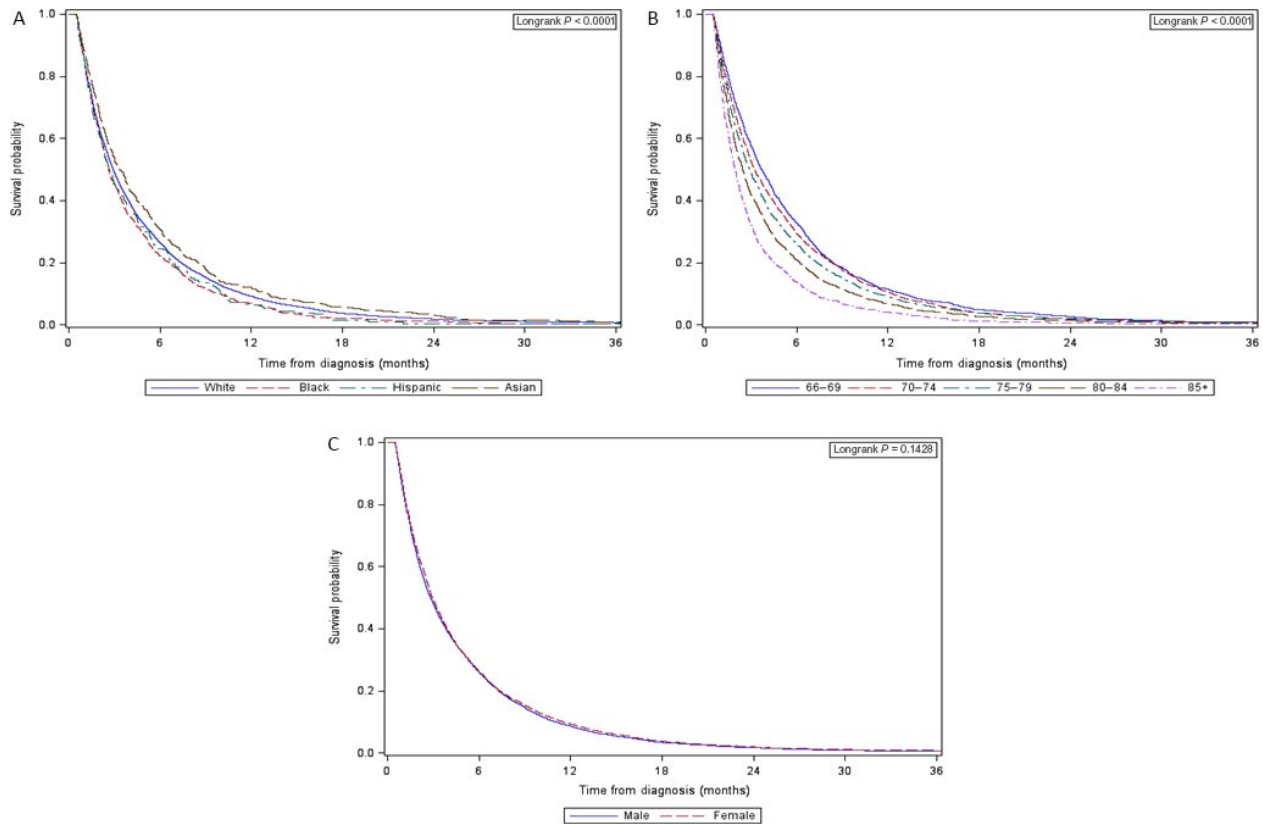 A
Longrank P < 0.0001
Survival probability
1.0
0.8
0.6
0.4
0.2
0.0
0 6 12 18 24 30 36
Time from diagnosis (months)
White Black Hispanic Asian
B
Longrank P < 0.0001
Survival probability
1.0
0.8
0.6
0.4
0.2
0.0
0 6 12 18 24 30 36
Time from diagnosis (months)
66–69 70–74 75–79 80–84 85+
C
Longrank P = 0.1428
Survival probability
1.0
0.8
0.6
0.4
0.2
0.0
0 6 12 18 24 30 36
Time from diagnosis (months)
Male Female